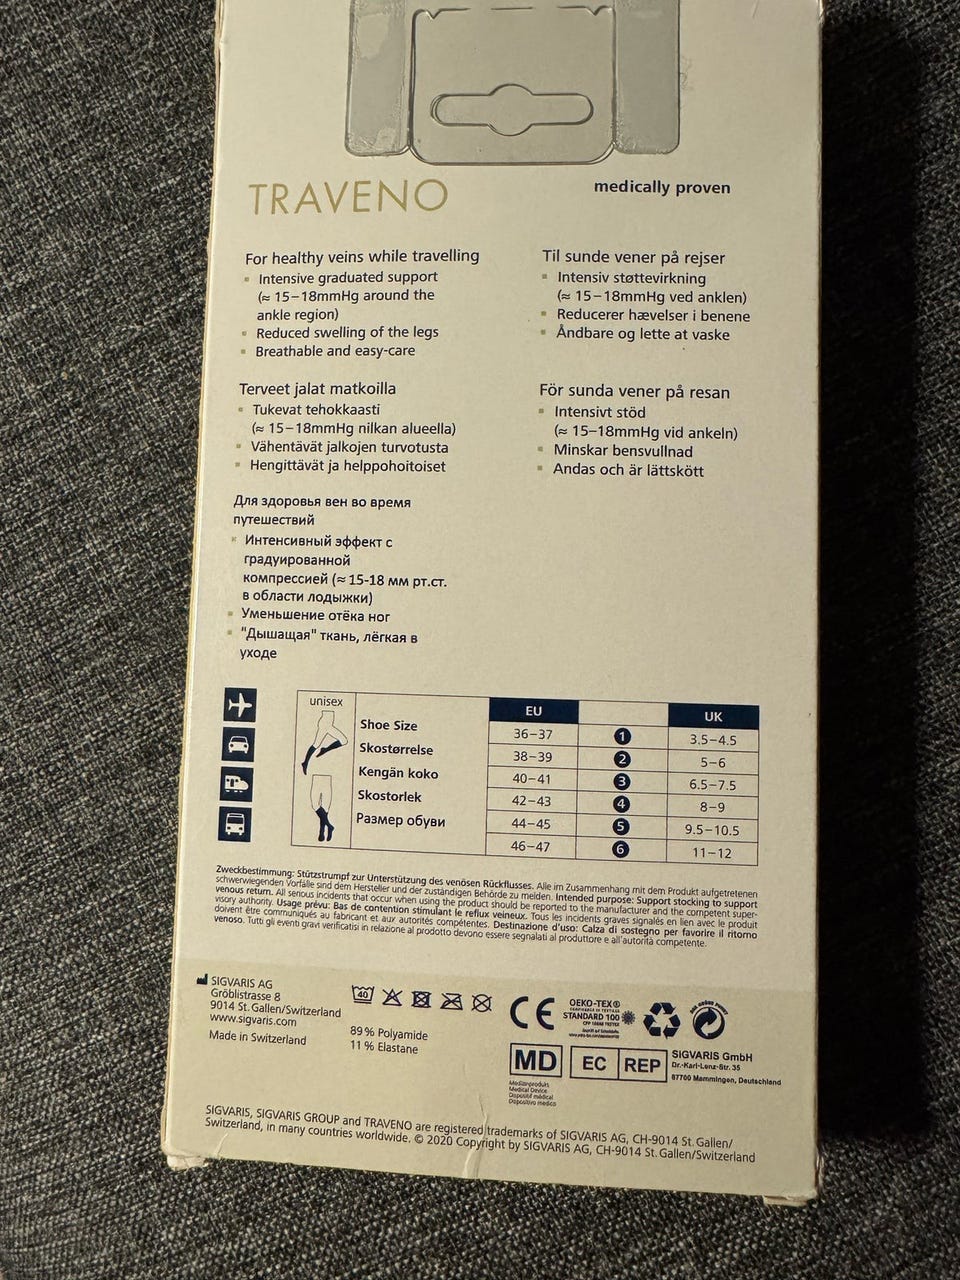 TRAVENO
medically proven
For healthy veins while travelling
Intensive graduated support
(≈ 15–18mmHg around the
ankle region)
Reduced swelling of the legs
Breathable and easy-care
Til sunde vener på rejser
Intensiv støttevirkning
(≈ 15–18mmHg ved anklen)
Reducerer hævelser i benene
Åndbare og lette at vaske
Terveet jalat matkoilla
Tukevat tehokkaasti
(≈ 15–18mmHg nilkan alueella)
Vähentävät jalkojen turvotusta
Hengittävät ja helppohoitoiset
För sunda vener på resan
Intensivt stöd
(≈ 15–18mmHg vid ankeln)
Minskar bensvullnad
Andas och är lättskött
Для здоровья вен во время
путешествий
Интенсивный эффект с
градуированной
компрессией (≈ 15-18 мм рт.ст.
в области лодыжки)
Уменьшение отёка ног
"Дышащая" ткань, лёгкая в
уходе
unisex
Shoe Size
Skostørrelse
Kengän koko
Skostorlek
Размер обуви
EU UK
36–37 1 3.5–4.5
38–39 2 5–6
40–41 3 6.5–7.5
42–43 4 8–9
44–45 5 9.5–10.5
46–47 6 11–12
Zweckbestimmung: Stützstrumpf zur Unterstützung des venösen Rückflusses. Alle im Zusammenhang mit dem Produkt aufgetretenen
schwerwiegenden Vorfälle sind dem Hersteller und der zuständigen Behörde zu melden. Intended purpose: Support stocking to support
venous return. All serious incidents that occur when using the product should be reported to the manufacturer and the competent super-
visory authority. Usage prévu: Bas de contention stimulant le reflux veineux. Tous les incidents graves signalés en lien avec le produit
doivent être communiqués au fabricant et aux autorités compétentes. Destinazione d'uso: Calza di sostegno per favorire il ritorno
venoso. Tutti gli eventi gravi verificatisi in relazione al prodotto devono essere segnalati al produttore e all'autorità competente.
SIGVARIS AG
Gröblistrasse 8
9014 St. Gallen/Switzerland
www.sigvaris.com
Made in Switzerland
40
89 % Polyamide
11 % Elastane
CE
OEKO-TEX®
STANDARD 100
MD
Medizinprodukt
Medical Device
Dispositif médical
Dispositivo medico
EC REP
SIGVARIS GmbH
Dr.-Karl-Lenz-Str. 35
87700 Memmingen, Deutschland
SIGVARIS, SIGVARIS GROUP and TRAVENO are registered trademarks of SIGVARIS AG, CH-9014 St. Gallen/
Switzerland, in many countries worldwide. © 2020 Copyright by SIGVARIS AG, CH-9014 St. Gallen/Switzerland